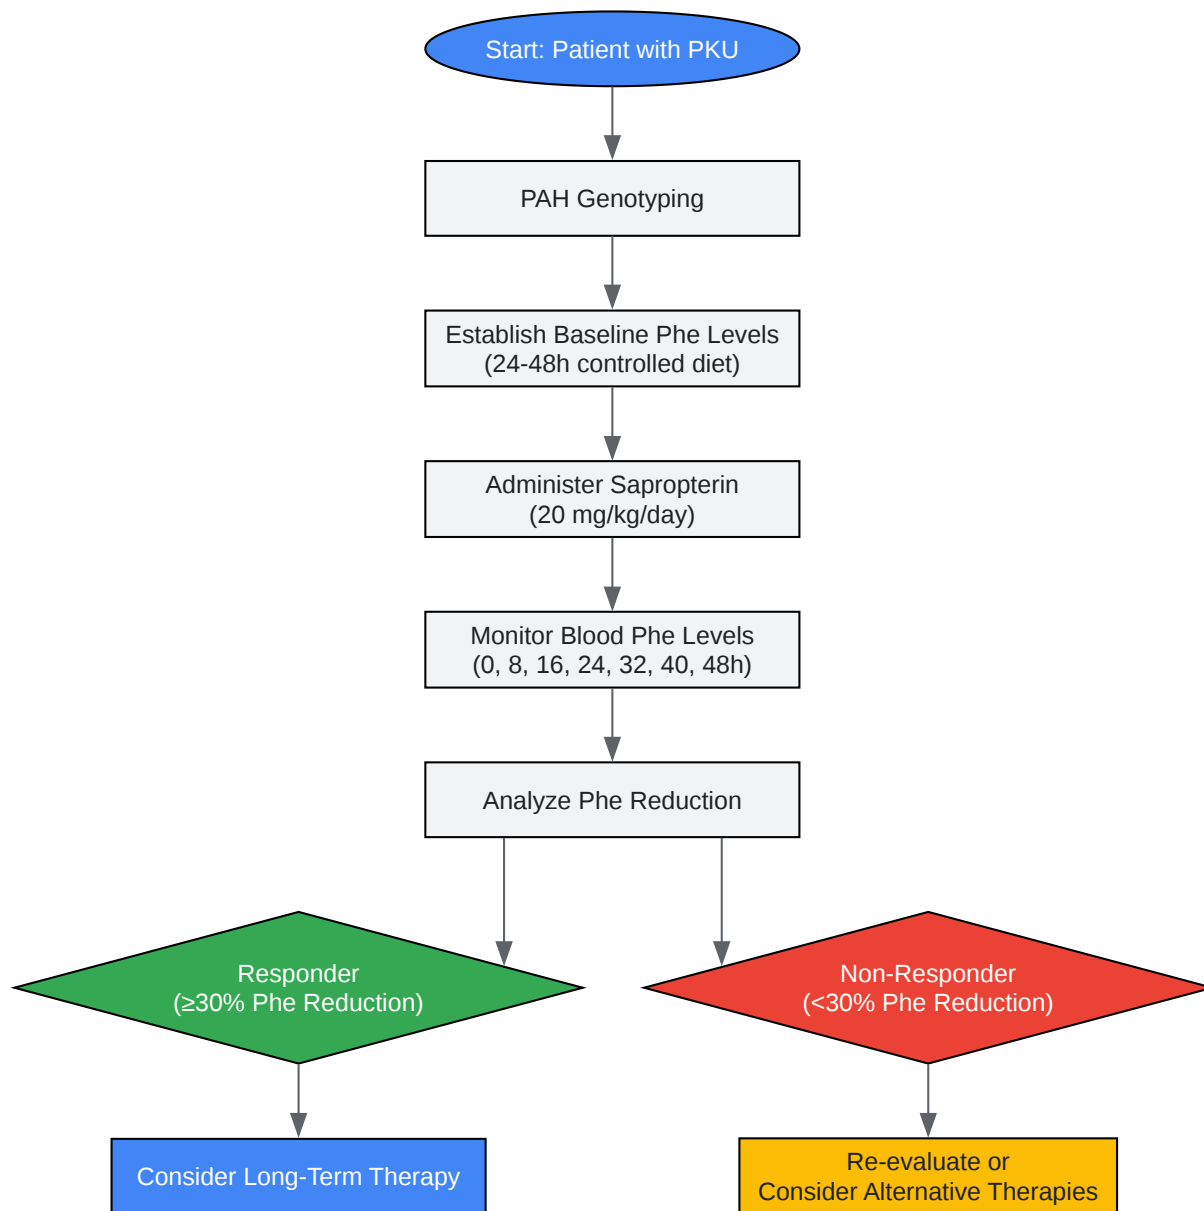 Start: Patient with PKU
PAH Genotyping
Establish Baseline Phe Levels
(24-48h controlled diet)
Administer Sapropterin
(20 mg/kg/day)
Monitor Blood Phe Levels
(0, 8, 16, 24, 32, 40, 48h)
Analyze Phe Reduction
Responder
(≥30% Phe Reduction)
Non-Responder
(<30% Phe Reduction)
Consider Long-Term Therapy
Re-evaluate or
Consider Alternative Therapies